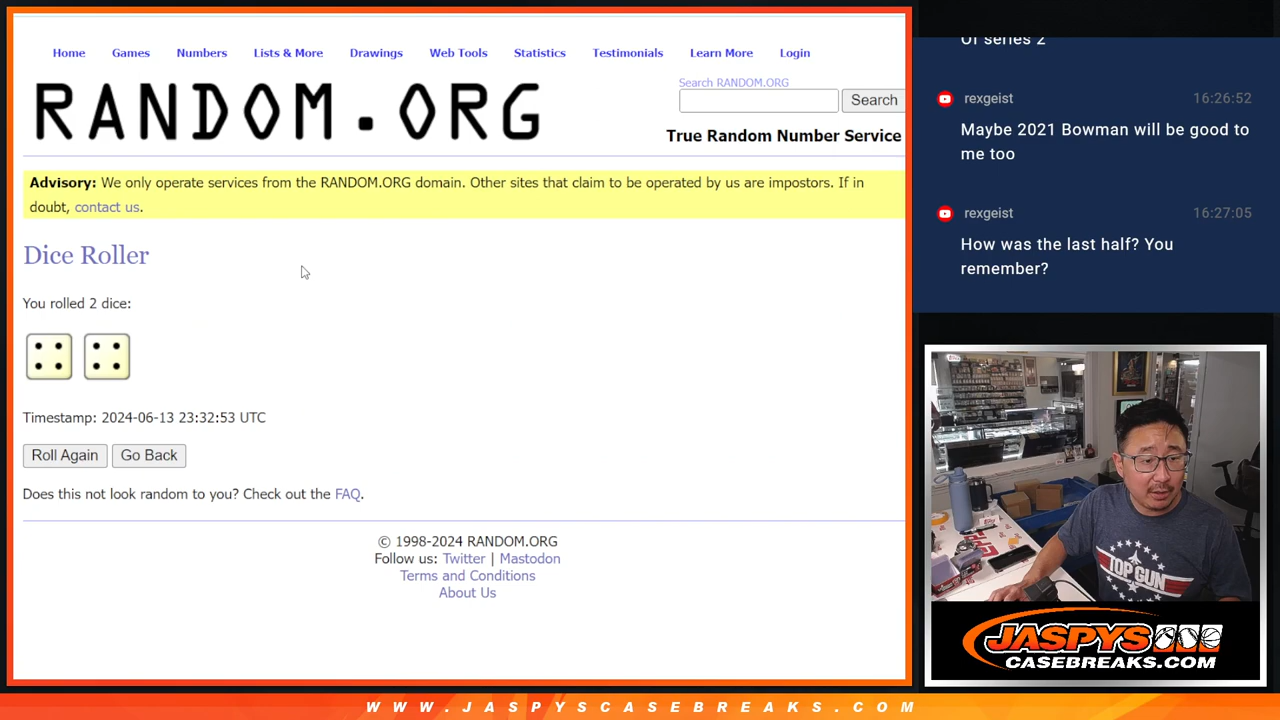 Home Games Numbers Lists & More Drawings Web Tools Statistics Testimonials Learn More Login
RANDOM.ORG
Search RANDOM.ORG
Search
True Random Number Service
Advisory: We only operate services from the RANDOM.ORG domain. Other sites that claim to be operated by us are impostors. If in
doubt, contact us.
Dice Roller
You rolled 2 dice:
Timestamp: 2024-06-13 23:32:53 UTC
Roll Again Go Back
Does this not look random to you? Check out the FAQ.
© 1998-2024 RANDOM.ORG
Follow us: Twitter | Mastodon
Terms and Conditions
About Us
Of series 2
rexgeist 16:26:52
Maybe 2021 Bowman will be good to
me too
rexgeist 16:27:05
How was the last half? You
remember?
TOP GUN
JASPYS
CASEBREAKS.COM
WWW.JASPYSCASEBREAKS.COM